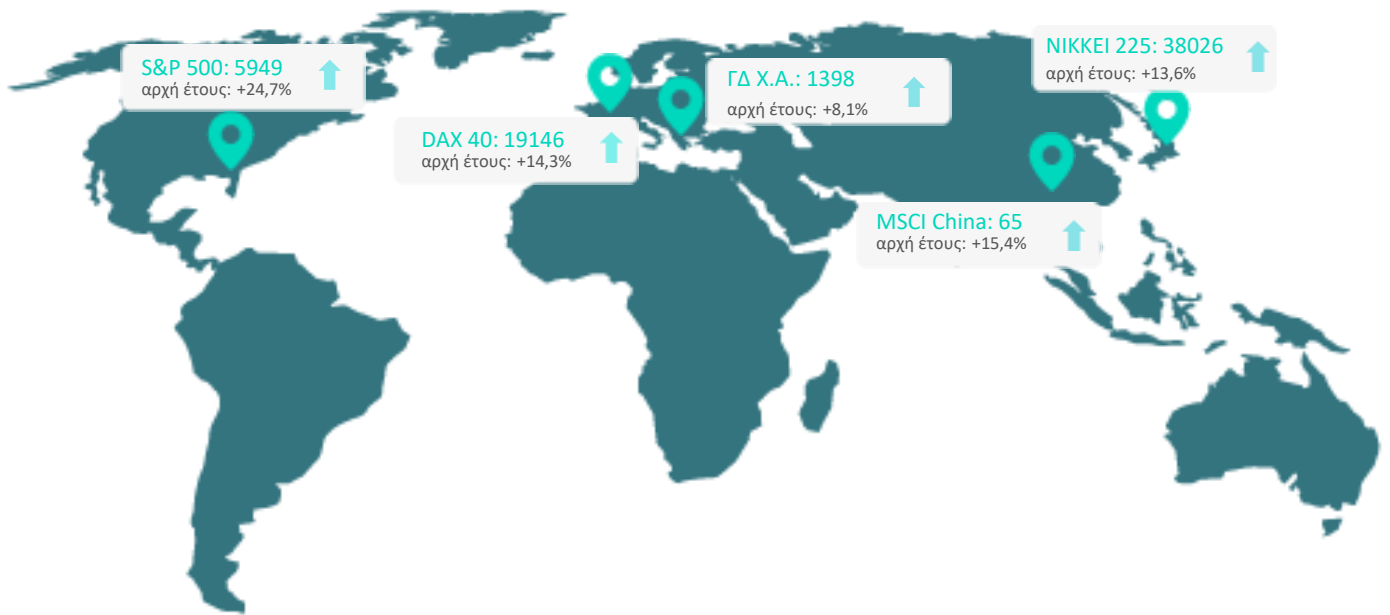 S&P 500: 5949
αρχή έτους: +24,7%
DAX 40: 19146
αρχή έτους: +14,3%
ΓΔ Χ.Α.: 1398
αρχή έτους: +8,1%
NIKKEI 225: 38026
αρχή έτους: +13,6%
MSCI China: 65
αρχή έτους: +15,4%